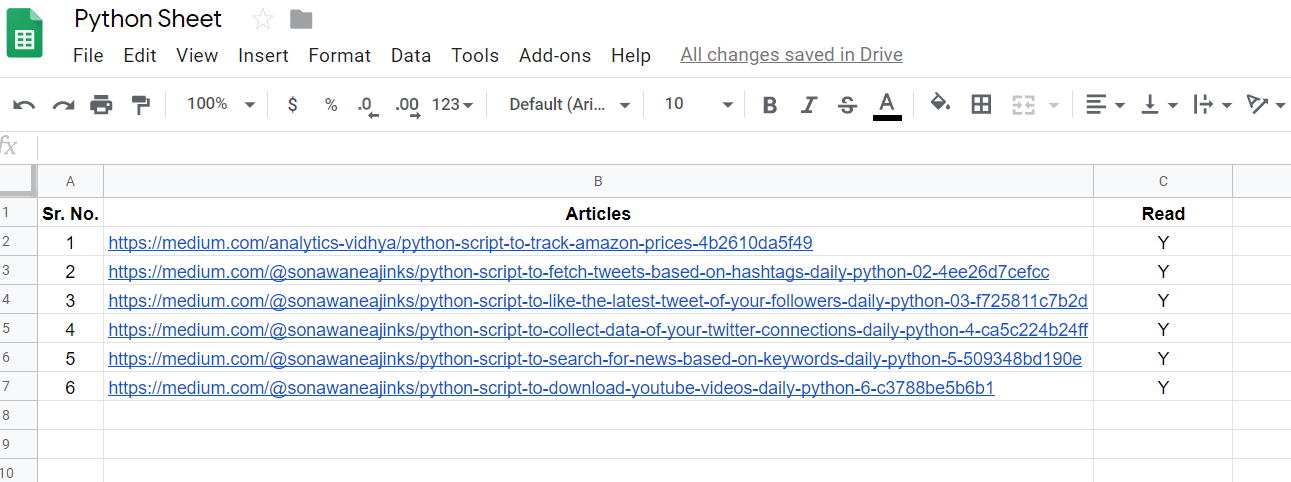 Python Sheet
File Edit View Insert Format Data Tools Add-ons Help All changes saved in Drive
100% $ % .0 .00 123 Default (Ari... 10 B I S A
fx
A B C
1 Sr. No. Articles Read
2 1 https://medium.com/analytics-vidhya/python-script-to-track-amazon-prices-4b2610da5f49 Y
3 2 https://medium.com/@sonawaneajinks/python-script-to-fetch-tweets-based-on-hashtags-daily-python-02-4ee26d7cefcc Y
4 3 https://medium.com/@sonawaneajinks/python-script-to-like-the-latest-tweet-of-your-followers-daily-python-03-f725811c7b2d Y
5 4 https://medium.com/@sonawaneajinks/python-script-to-collect-data-of-your-twitter-connections-daily-python-4-ca5c224b24ff Y
6 5 https://medium.com/@sonawaneajinks/python-script-to-search-for-news-based-on-keywords-daily-python-5-509348bd190e Y
7 6 https://medium.com/@sonawaneajinks/python-script-to-download-youtube-videos-daily-python-6-c3788be5b6b1 Y
8
9
10